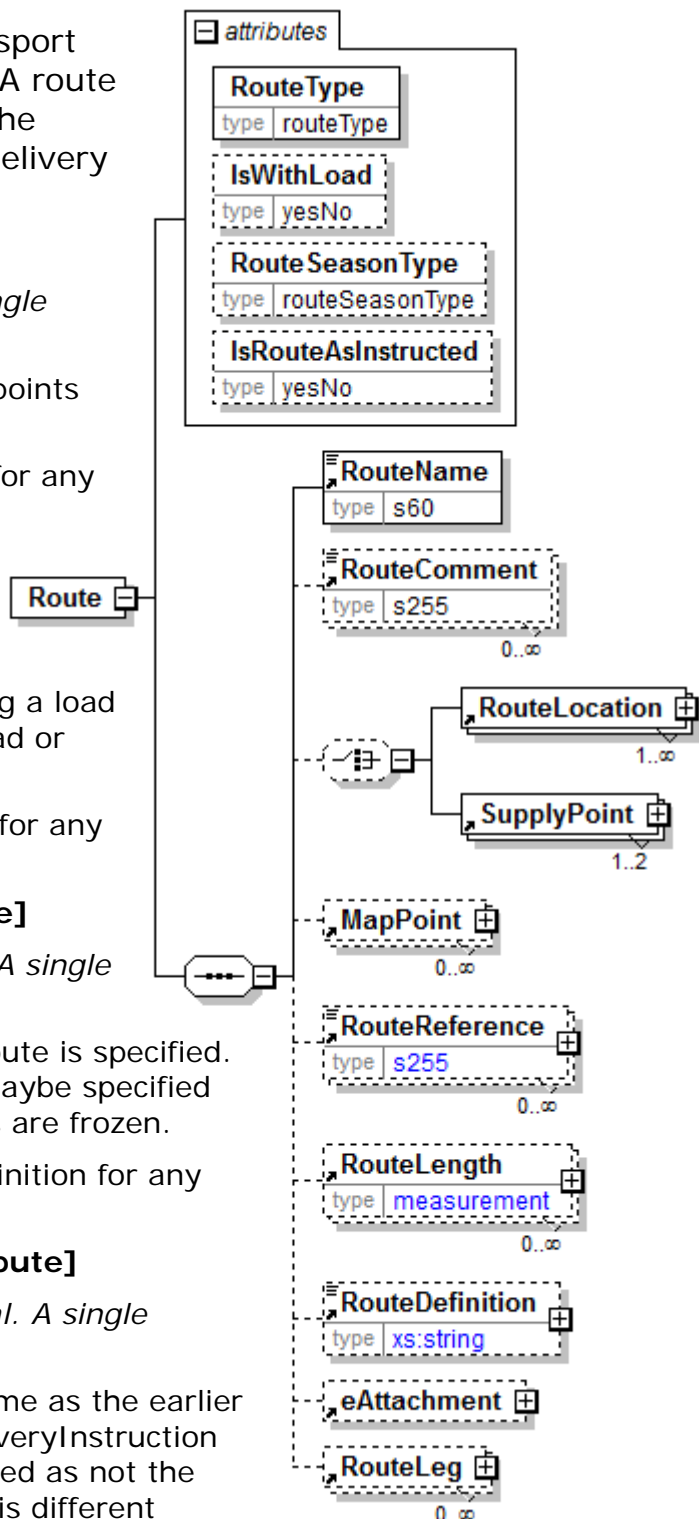 sport
A route
he
elivery
ngle
points
for any
g a load
ad or
for any
e]
A single
oute is specified.
maybe specified
are frozen.
inition for any
oute]
l. A single
me as the earlier
veryInstruction
ed as not the
is different
attributes
RouteType
type routeType
IsWithLoad
type yesNo
RouteSeasonType
type routeSeasonType
IsRouteAsInstructed
type yesNo
Route
RouteName
type s60
RouteComment
type s255
0..∞
RouteLocation
1..∞
SupplyPoint
1..2
MapPoint
0..∞
RouteReference
type s255
0..∞
RouteLength
type measurement
0..∞
RouteDefinition
type xs:string
eAttachment
RouteLeg
0..∞